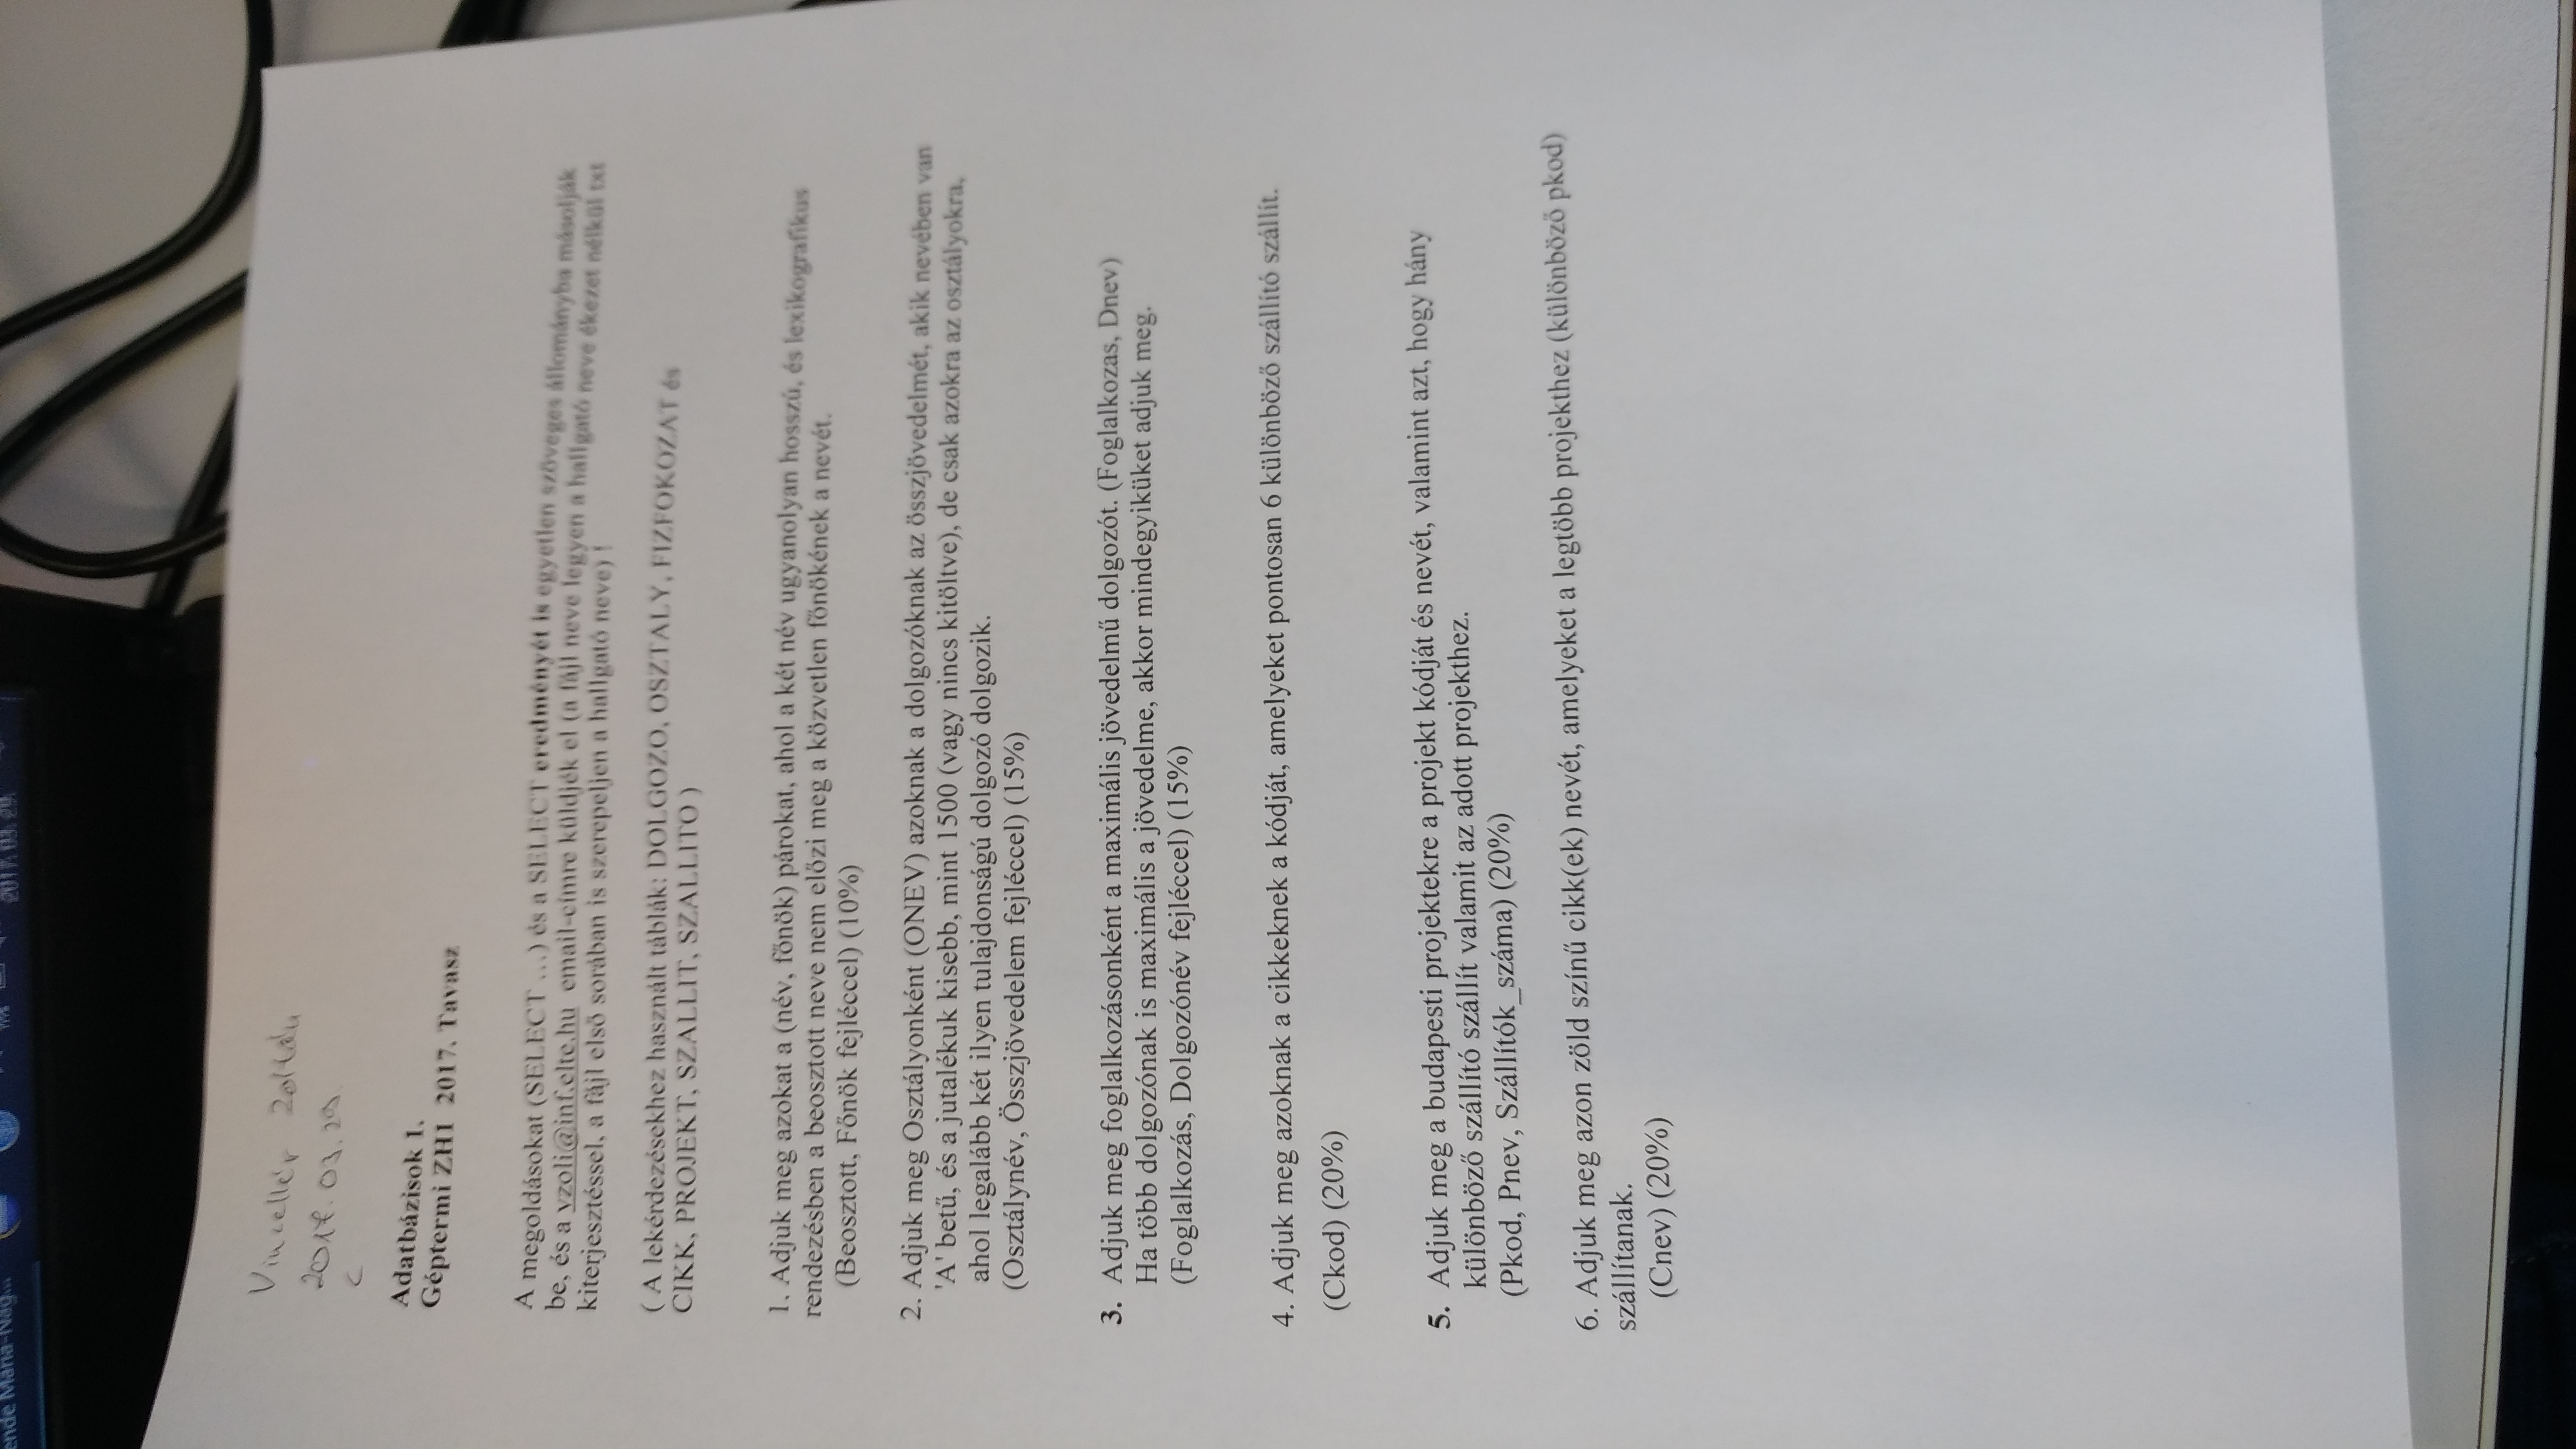 ende Mária-Nag...
2017. 03. 29.
Vincellér Zoltán
2017. 03. 29.
C
Adatbázisok 1.
Géptermi ZH1 2017. Tavasz
A megoldásokat (SELECT ...) és a SELECT eredményét is egyetlen szöveges állományba másolják
be, és a vzoli@inf.elte.hu email-címre küldjék el (a fájl neve legyen a hallgató neve ékezet nélkül txt
kiterjesztéssel, a fájl első sorában is szerepeljen a hallgató neve) !
( A lekérdezésekhez használt táblák: DOLGOZO, OSZTALY, FIZFOKOZAT és
CIKK, PROJEKT, SZALLIT, SZALLITO )
1. Adjuk meg azokat a (név, főnök) párokat, ahol a két név ugyanolyan hosszú, és lexikografikus
rendezésben a beosztott neve nem előzi meg a közvetlen főnökének a nevét.
(Beosztott, Főnök fejléccel) (10%)
2. Adjuk meg Osztályonként (ONEV) azoknak a dolgozóknak az összjövedelmét, akik nevében van
'A' betű, és a jutalékuk kisebb, mint 1500 (vagy nincs kitöltve), de csak azokra az osztályokra,
ahol legalább két ilyen tulajdonságú dolgozó dolgozik.
(Osztálynév, Összjövedelem fejléccel) (15%)
3. Adjuk meg foglalkozásonként a maximális jövedelmű dolgozót. (Foglalkozas, Dnev)
Ha több dolgozónak is maximális a jövedelme, akkor mindegyiküket adjuk meg.
(Foglalkozás, Dolgozónév fejléccel) (15%)
4. Adjuk meg azoknak a cikkeknek a kódját, amelyeket pontosan 6 különböző szállító szállít.
(Ckod) (20%)
5. Adjuk meg a budapesti projektekre a projekt kódját és nevét, valamint azt, hogy hány
különböző szállító szállít valamit az adott projekthez.
(Pkod, Pnev, Szállítók_száma) (20%)
6. Adjuk meg azon zöld színű cikk(ek) nevét, amelyeket a legtöbb projekthez (különböző pkod)
szállítanak.
(Cnev) (20%)